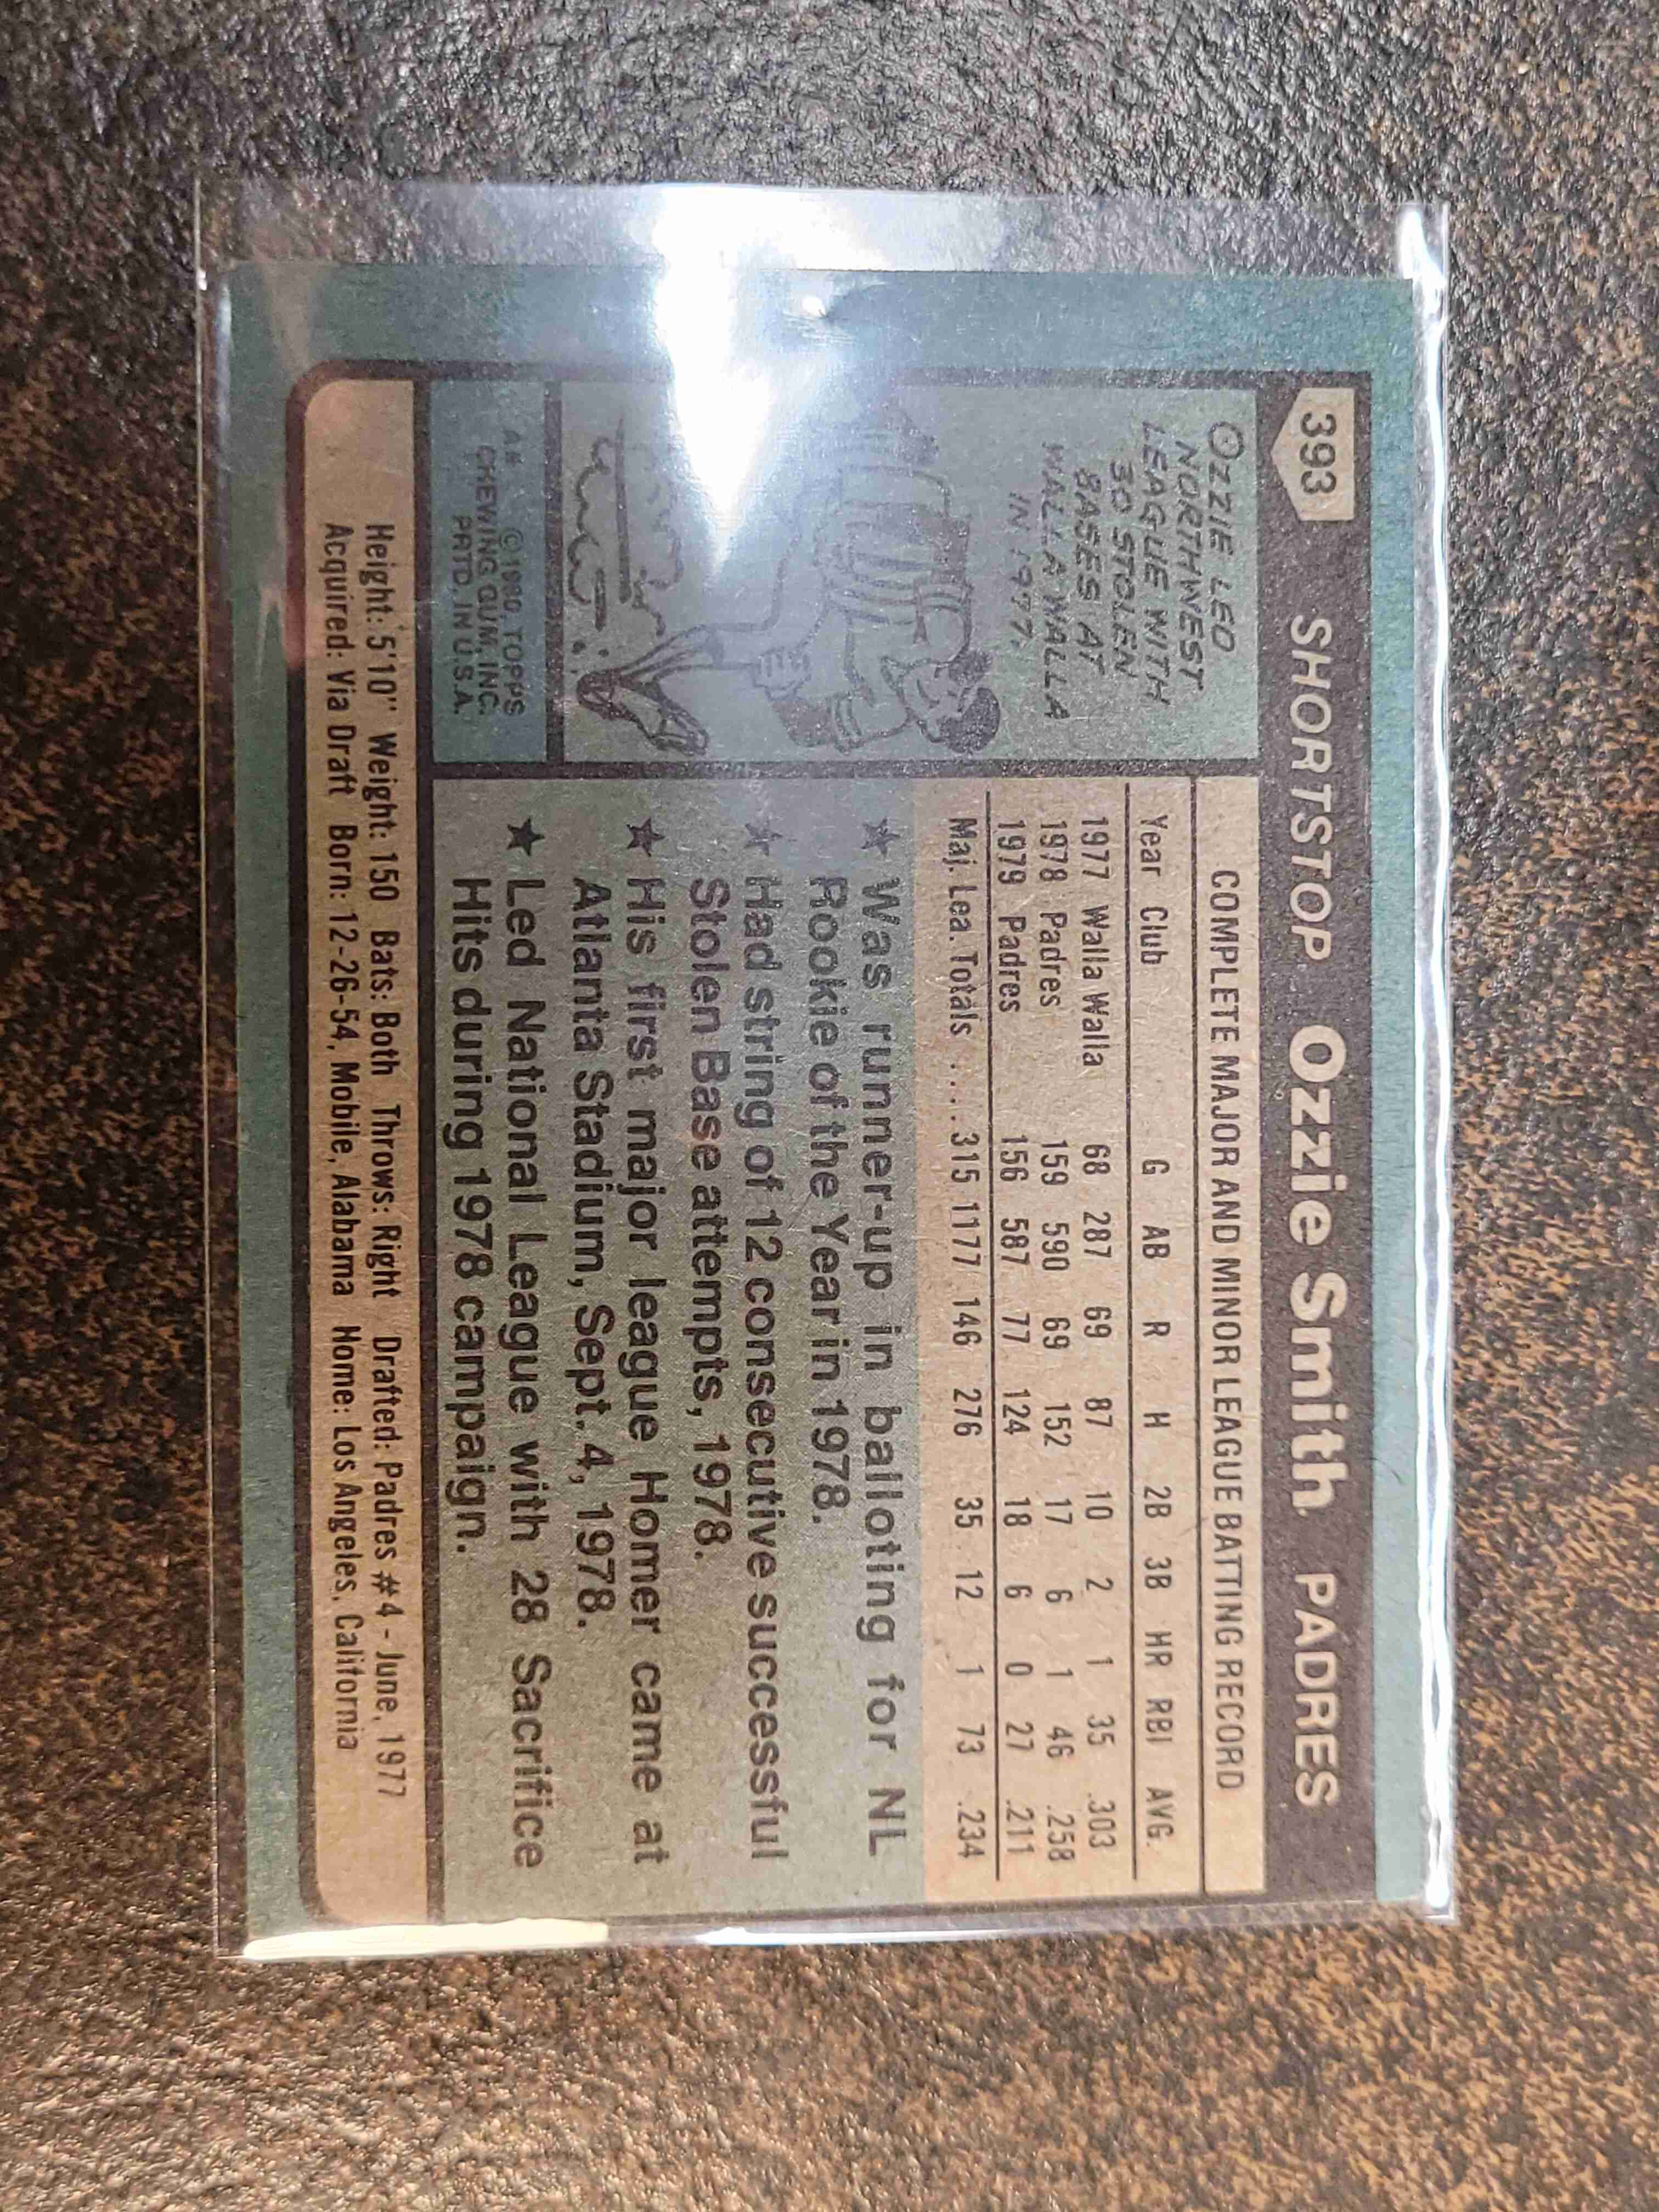 393 SHORTSTOP Ozzie Smith PADRES
OZZIE LED
NORTHWEST
LEAGUE WITH
30 STOLEN
BASES AT
WALLA WALLA
IN 1977.
A# ©1980, TOPPS
CHEWING GUM, INC.
PRTD. IN U.S.A.
COMPLETE MAJOR AND MINOR LEAGUE BATTING RECORD
Year Club G AB R H 2B 3B HR RBI AVG.
1977 Walla Walla 68 287 69 87 10 2 1 35 .303
1978 Padres 159 590 69 152 17 6 1 46 .258
1979 Padres 156 587 77 124 18 6 0 27 .211
Maj. Lea. Totals .....315 1177 146 276 35 12 1 73 .234
★ Was runner-up in balloting for NL
Rookie of the Year in 1978.
★ Had string of 12 consecutive successful
Stolen Base attempts, 1978.
★ His first major league Homer came at
Atlanta Stadium, Sept. 4, 1978.
★ Led National League with 28 Sacrifice
Hits during 1978 campaign.
Height: 5'10" Weight: 150 Bats: Both Throws: Right Drafted: Padres #4 - June, 1977
Acquired: Via Draft Born: 12-26-54, Mobile, Alabama Home: Los Angeles, California